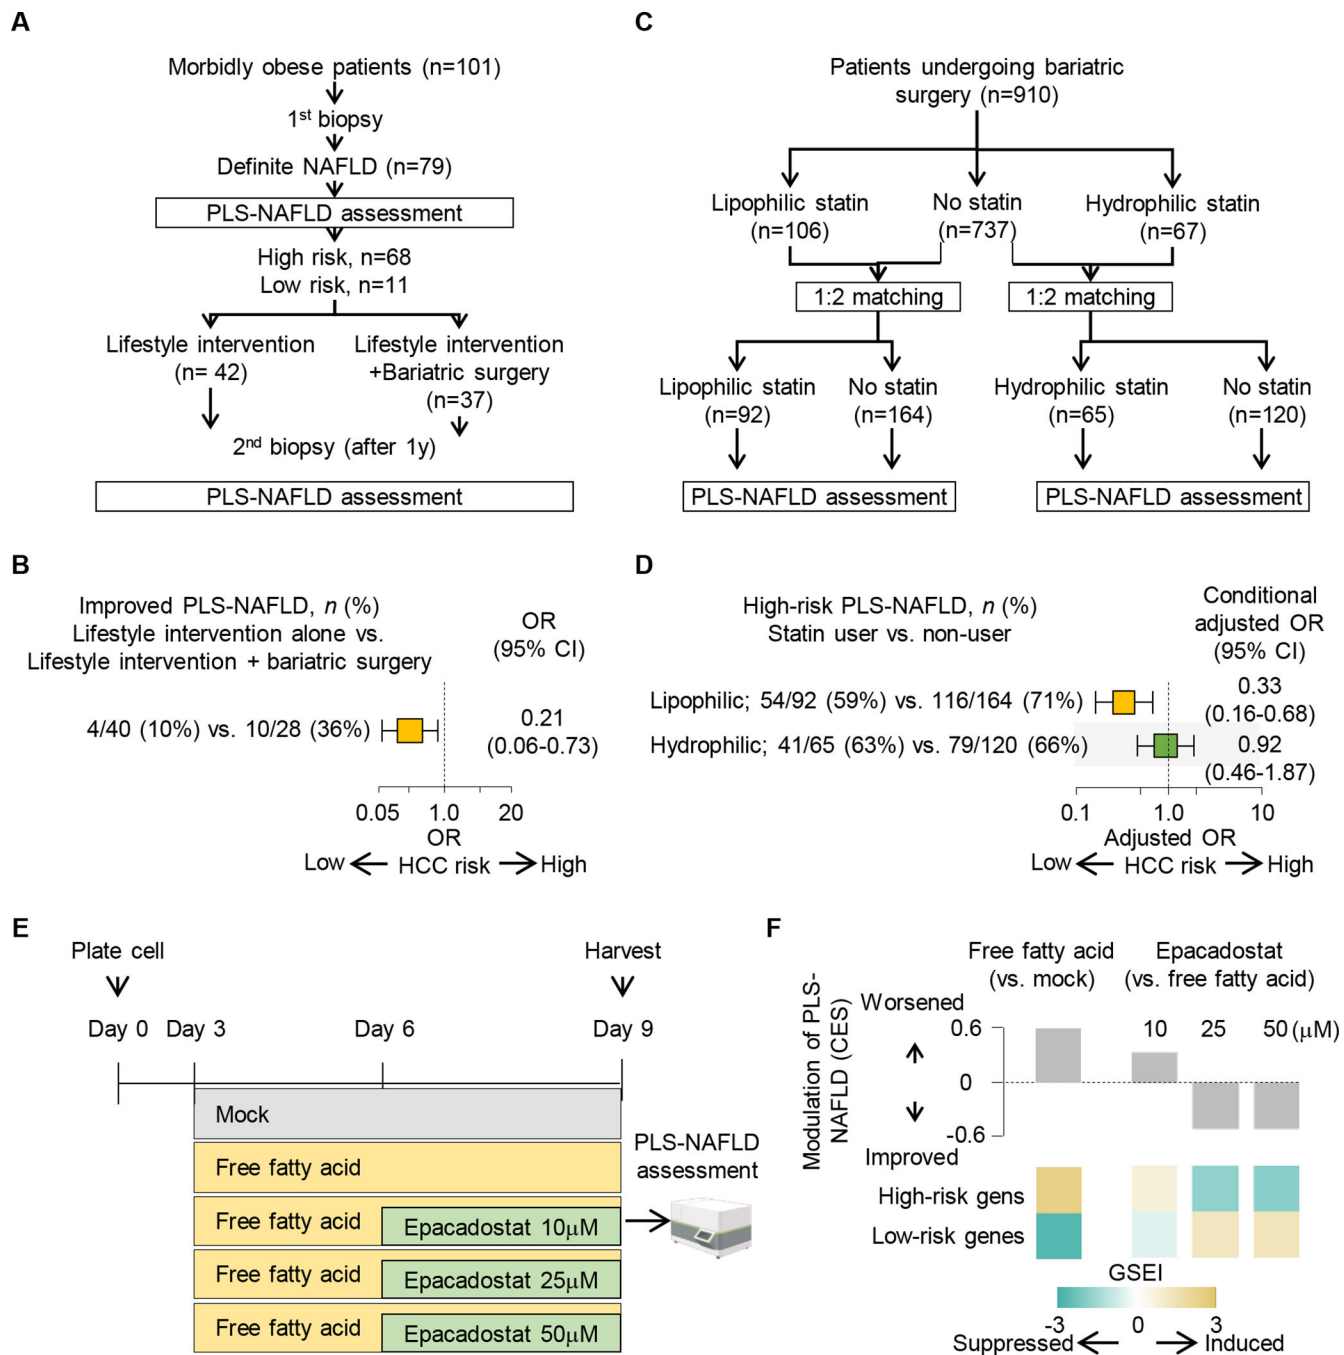 A
Morbidly obese patients (n=101)
1st biopsy
Definite NAFLD (n=79)
PLS-NAFLD assessment
High risk, n=68
Low risk, n=11
Lifestyle intervention
(n= 42)
Lifestyle intervention
+Bariatric surgery
(n=37)
2nd biopsy (after 1y)
PLS-NAFLD assessment
C
Patients undergoing bariatric
surgery (n=910)
Lipophilic statin
(n=106)
No statin
(n=737)
Hydrophilic statin
(n=67)
1:2 matching
1:2 matching
Lipophilic statin
(n=92)
No statin
(n=164)
Hydrophilic statin
(n=65)
No statin
(n=120)
PLS-NAFLD assessment
PLS-NAFLD assessment
B
Improved PLS-NAFLD, n (%)
Lifestyle intervention alone vs.
Lifestyle intervention + bariatric surgery
OR
(95% CI)
4/40 (10%) vs. 10/28 (36%)
0.21
(0.06-0.73)
0.05 1.0 20
OR
Low HCC risk High
D
High-risk PLS-NAFLD, n (%)
Statin user vs. non-user
Conditional
adjusted OR
(95% CI)
Lipophilic; 54/92 (59%) vs. 116/164 (71%)
0.33
(0.16-0.68)
Hydrophilic; 41/65 (63%) vs. 79/120 (66%)
0.92
(0.46-1.87)
0.1 1.0 10
Adjusted OR
Low HCC risk High
E
Plate cell Harvest
Day 0 Day 3 Day 6 Day 9
Mock
Free fatty acid
Free fatty acid Epacadostat 10μM
Free fatty acid Epacadostat 25μM
Free fatty acid Epacadostat 50μM
PLS-NAFLD
assessment
F
Free fatty acid
(vs. mock)
Epacadostat
(vs. free fatty acid)
Modulation of PLS-
NAFLD (CES)
Worsened
0.6
0
-0.6
Improved
10 25 50 (μM)
High-risk gens
Low-risk genes
GSEI
-3 0 3
Suppressed Induced